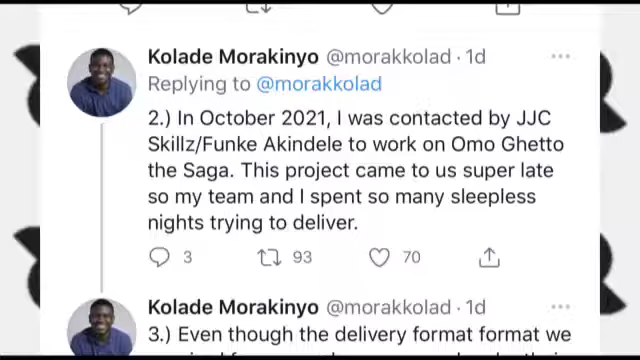 Kolade Morakinyo @morakkolad · 1d
Replying to @morakkolad
2.) In October 2021, I was contacted by JJC
Skillz/Funke Akindele to work on Omo Ghetto
the Saga. This project came to us super late
so my team and I spent so many sleepless
nights trying to deliver.
3 93 70
Kolade Morakinyo @morakkolad · 1d
3.) Even though the delivery format format we